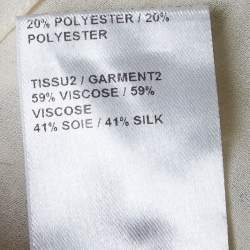 20% POLYESTER / 20%
POLYESTER
TISSU2 / GARMENT2
59% VISCOSE / 59%
VISCOSE
41% SOIE / 41% SILK